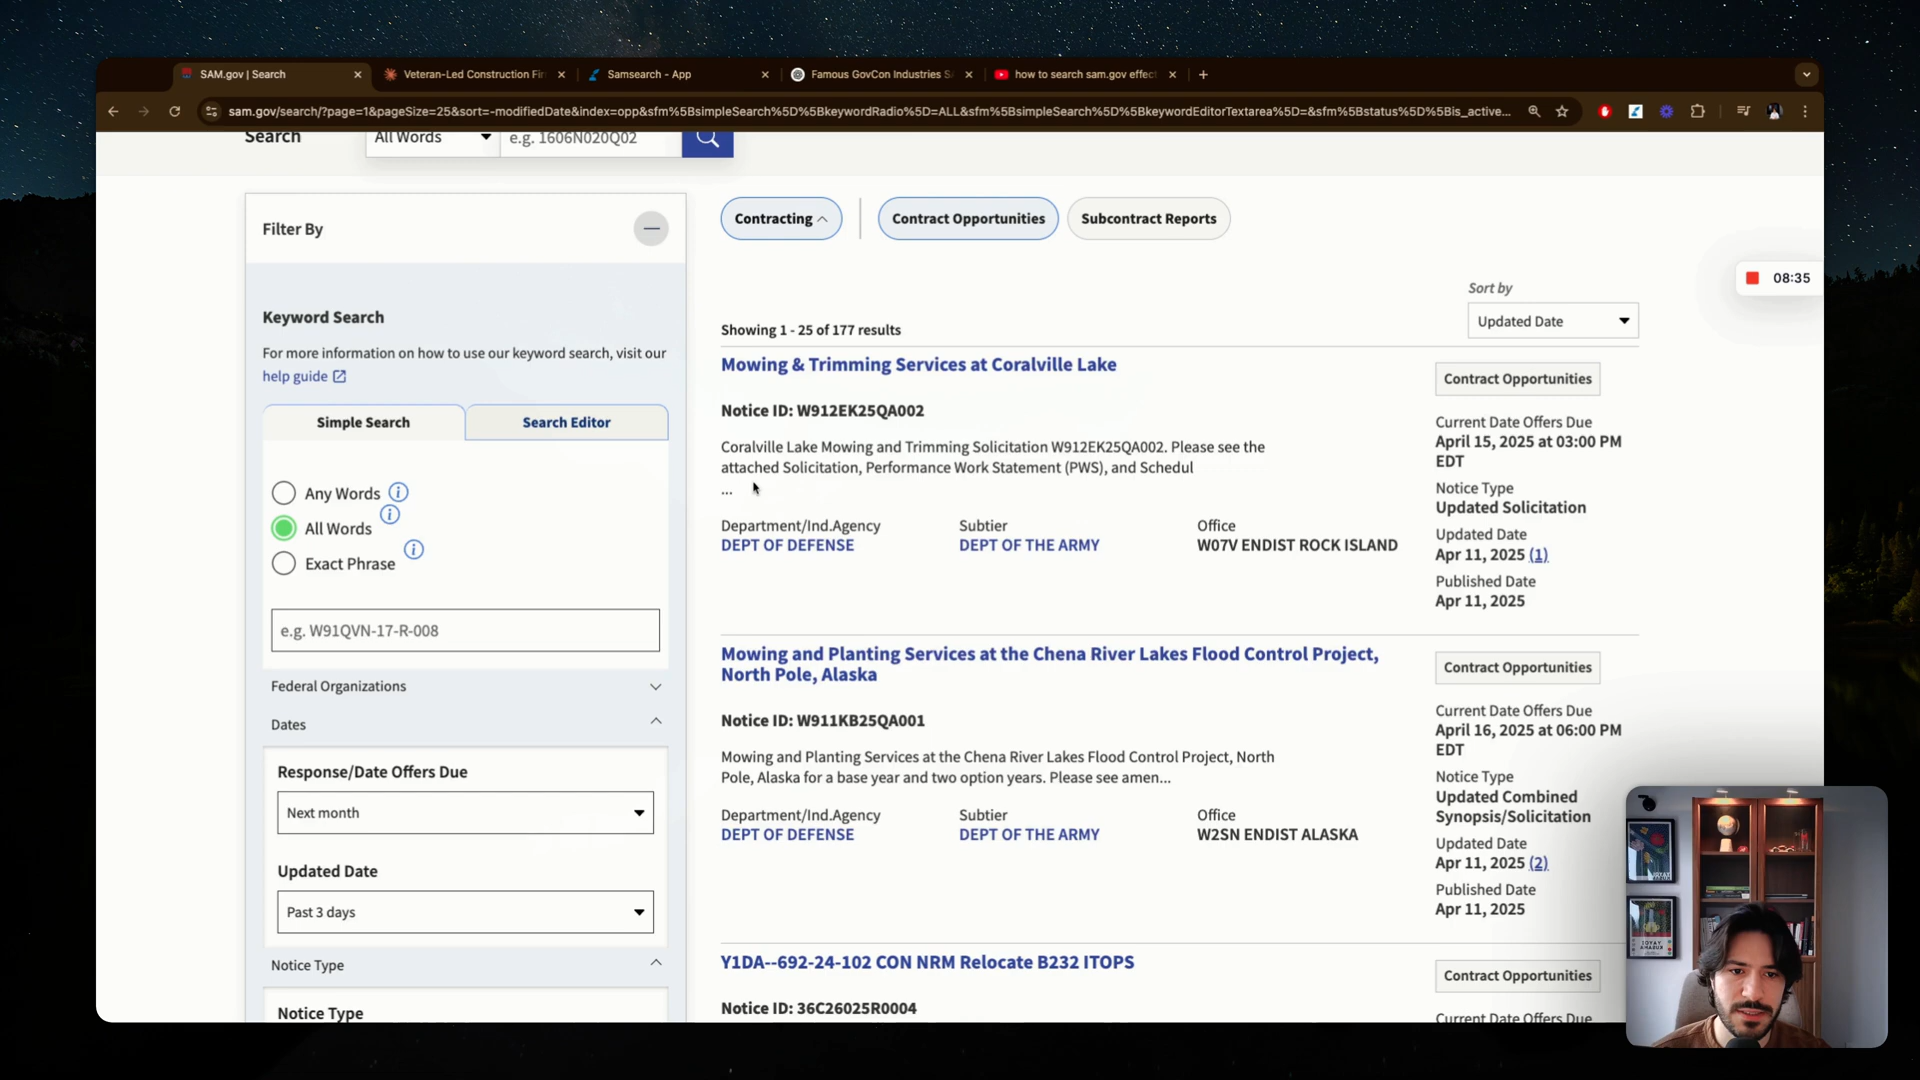 SAM.gov | Search
Veteran-Led Construction Fir
Samsearch - App
Famous GovCon Industries S
how to search sam.gov effec
sam.gov/search/?page=1&pageSize=25&sort=-modifiedDate&index=opp&sfm%5BsimpleSearch%5D%5BkeywordRadio%5D=ALL&sfm%5BsimpleSearch%5D%5BkeywordEditorTextarea%5D=&sfm%5Bstatus%5D%5Bis_active...
Search
All Words
e.g. 1606N020Q02
Filter By
Keyword Search
For more information on how to use our keyword search, visit our
help guide
Simple Search
Search Editor
Any Words
All Words
Exact Phrase
e.g. W91QVN-17-R-008
Federal Organizations
Dates
Response/Date Offers Due
Next month
Updated Date
Past 3 days
Notice Type
Notice Type
Contracting
Contract Opportunities
Subcontract Reports
08:35
Sort by
Updated Date
Showing 1 - 25 of 177 results
Mowing & Trimming Services at Coralville Lake
Notice ID: W912EK25QA002
Coralville Lake Mowing and Trimming Solicitation W912EK25QA002. Please see the
attached Solicitation, Performance Work Statement (PWS), and Schedul
...
Department/Ind.Agency
DEPT OF DEFENSE
Subtier
DEPT OF THE ARMY
Office
W07V ENDIST ROCK ISLAND
Contract Opportunities
Current Date Offers Due
April 15, 2025 at 03:00 PM
EDT
Notice Type
Updated Solicitation
Updated Date
Apr 11, 2025 (1)
Published Date
Apr 11, 2025
Mowing and Planting Services at the Chena River Lakes Flood Control Project,
North Pole, Alaska
Notice ID: W911KB25QA001
Mowing and Planting Services at the Chena River Lakes Flood Control Project, North
Pole, Alaska for a base year and two option years. Please see amen...
Department/Ind.Agency
DEPT OF DEFENSE
Subtier
DEPT OF THE ARMY
Office
W2SN ENDIST ALASKA
Contract Opportunities
Current Date Offers Due
April 16, 2025 at 06:00 PM
EDT
Notice Type
Updated Combined
Synopsis/Solicitation
Updated Date
Apr 11, 2025 (2)
Published Date
Apr 11, 2025
Y1DA--692-24-102 CON NRM Relocate B232 ITOPS
Notice ID: 36C26025R0004
Contract Opportunities
Current Date Offers Due